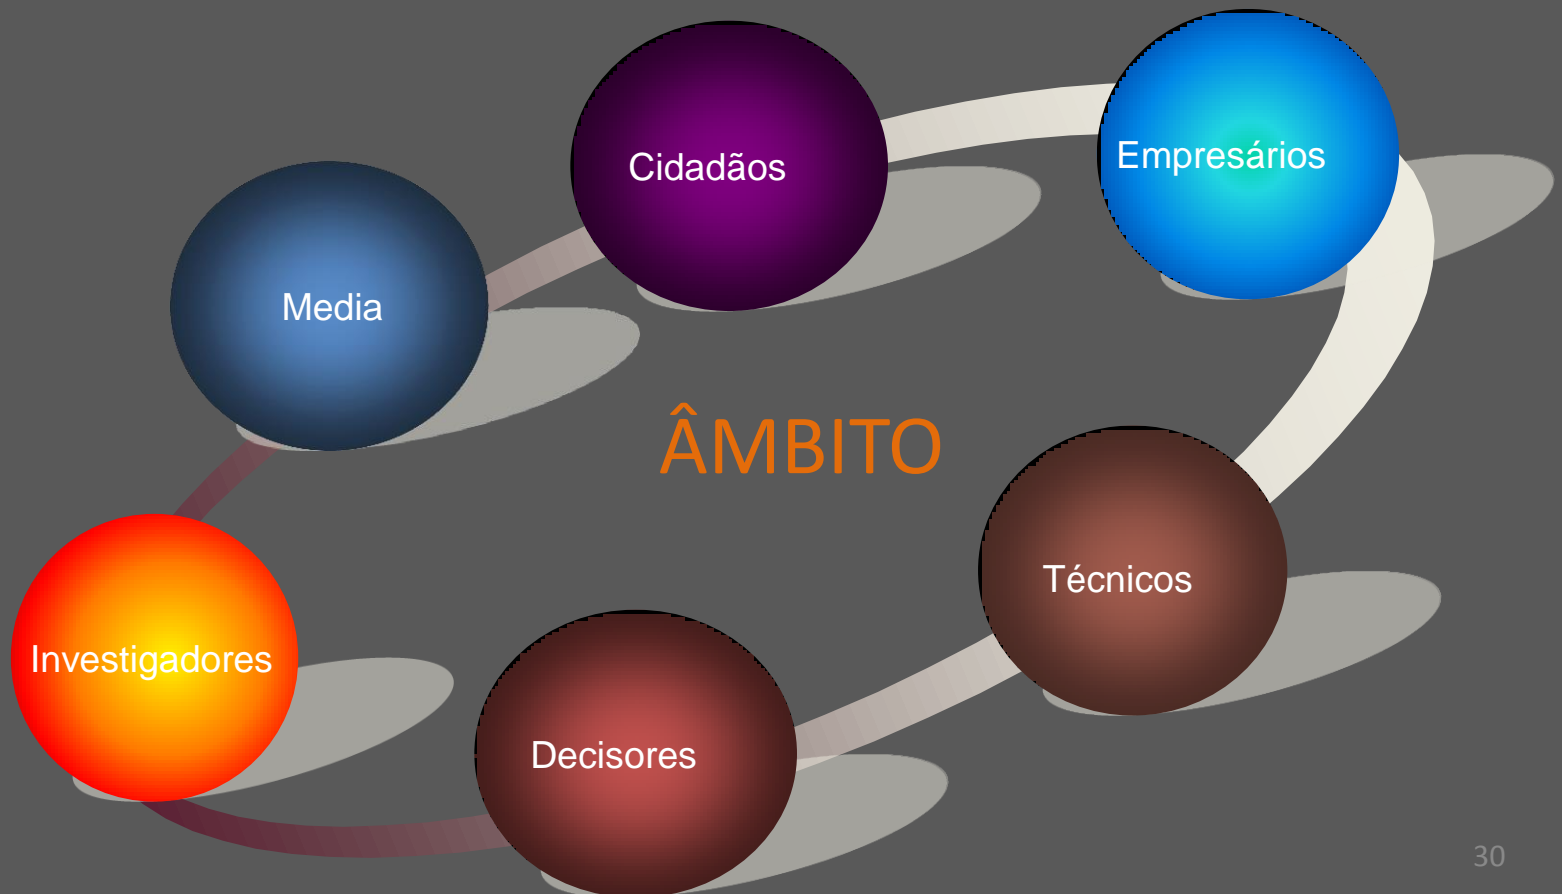 Cidadãos
Empresários
Media
ÂMBITO
Técnicos
Investigadores
Decisores
30